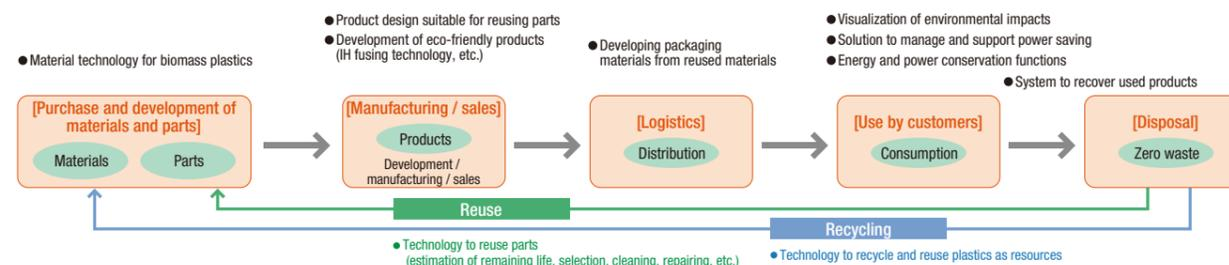 ● Product design suitable for reusing parts
● Development of eco-friendly products
(IH fusing technology, etc.)
● Visualization of environmental impacts
● Solution to manage and support power saving
● Energy and power conservation functions
● Developing packaging
materials from reused materials
● Material technology for biomass plastics
● System to recover used products
[Purchase and development of
materials and parts]
Materials
Parts
[Manufacturing / sales]
Products
Development /
manufacturing / sales
[Logistics]
Distribution
[Use by customers]
Consumption
[Disposal]
Zero waste
Reuse
Recycling
● Technology to reuse parts
(estimation of remaining life, selection, cleaning, repairing, etc.)
● Technology to recycle and reuse plastics as resources